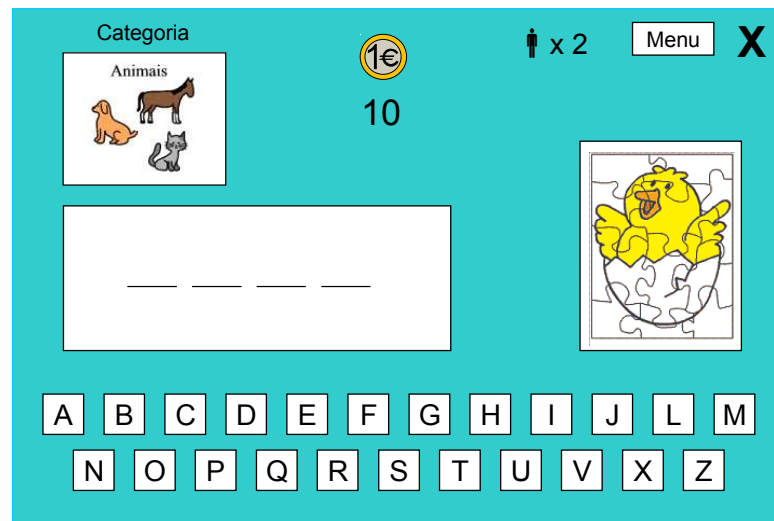 Categoria
Animais
1€
10
x 2
Menu
X
A B C D E F G H I J L M
N O P Q R S T U V X Z